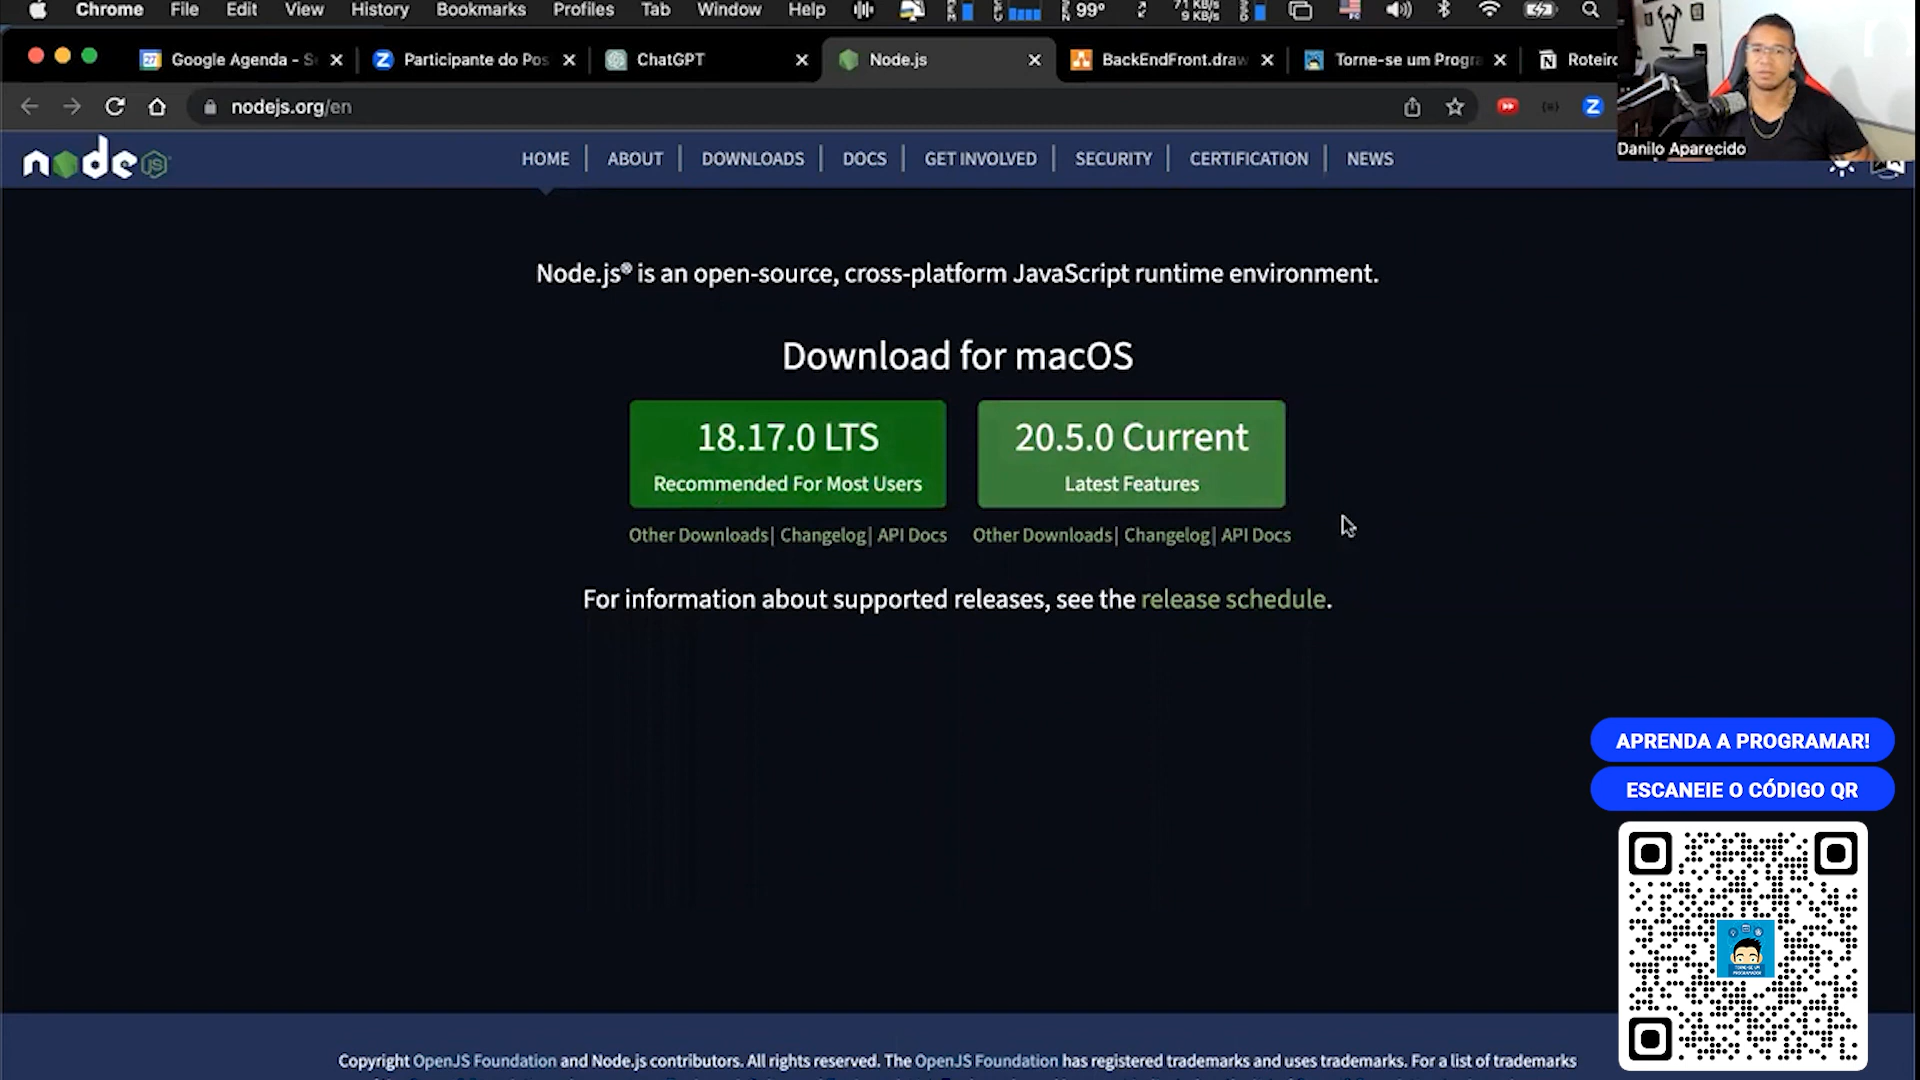 Chrome File Edit View History Bookmarks Profiles Tab Window Help 99° 71 KB/s 9 KB/s
Google Agenda - S Participante do Pos ChatGPT Node.js BackEndFront.draw Torne-se um Progra Roteiro
nodejs.org/en
Danilo Aparecido
node JS HOME ABOUT DOWNLOADS DOCS GET INVOLVED SECURITY CERTIFICATION NEWS
Node.js® is an open-source, cross-platform JavaScript runtime environment.
Download for macOS
18.17.0 LTS
Recommended For Most Users
20.5.0 Current
Latest Features
Other Downloads| Changelog| API Docs Other Downloads| Changelog| API Docs
For information about supported releases, see the release schedule.
APRENDA A PROGRAMAR!
ESCANEIE O CÓDIGO QR
Copyright OpenJS Foundation and Node.js contributors. All rights reserved. The OpenJS Foundation has registered trademarks and uses trademarks. For a list of trademarks